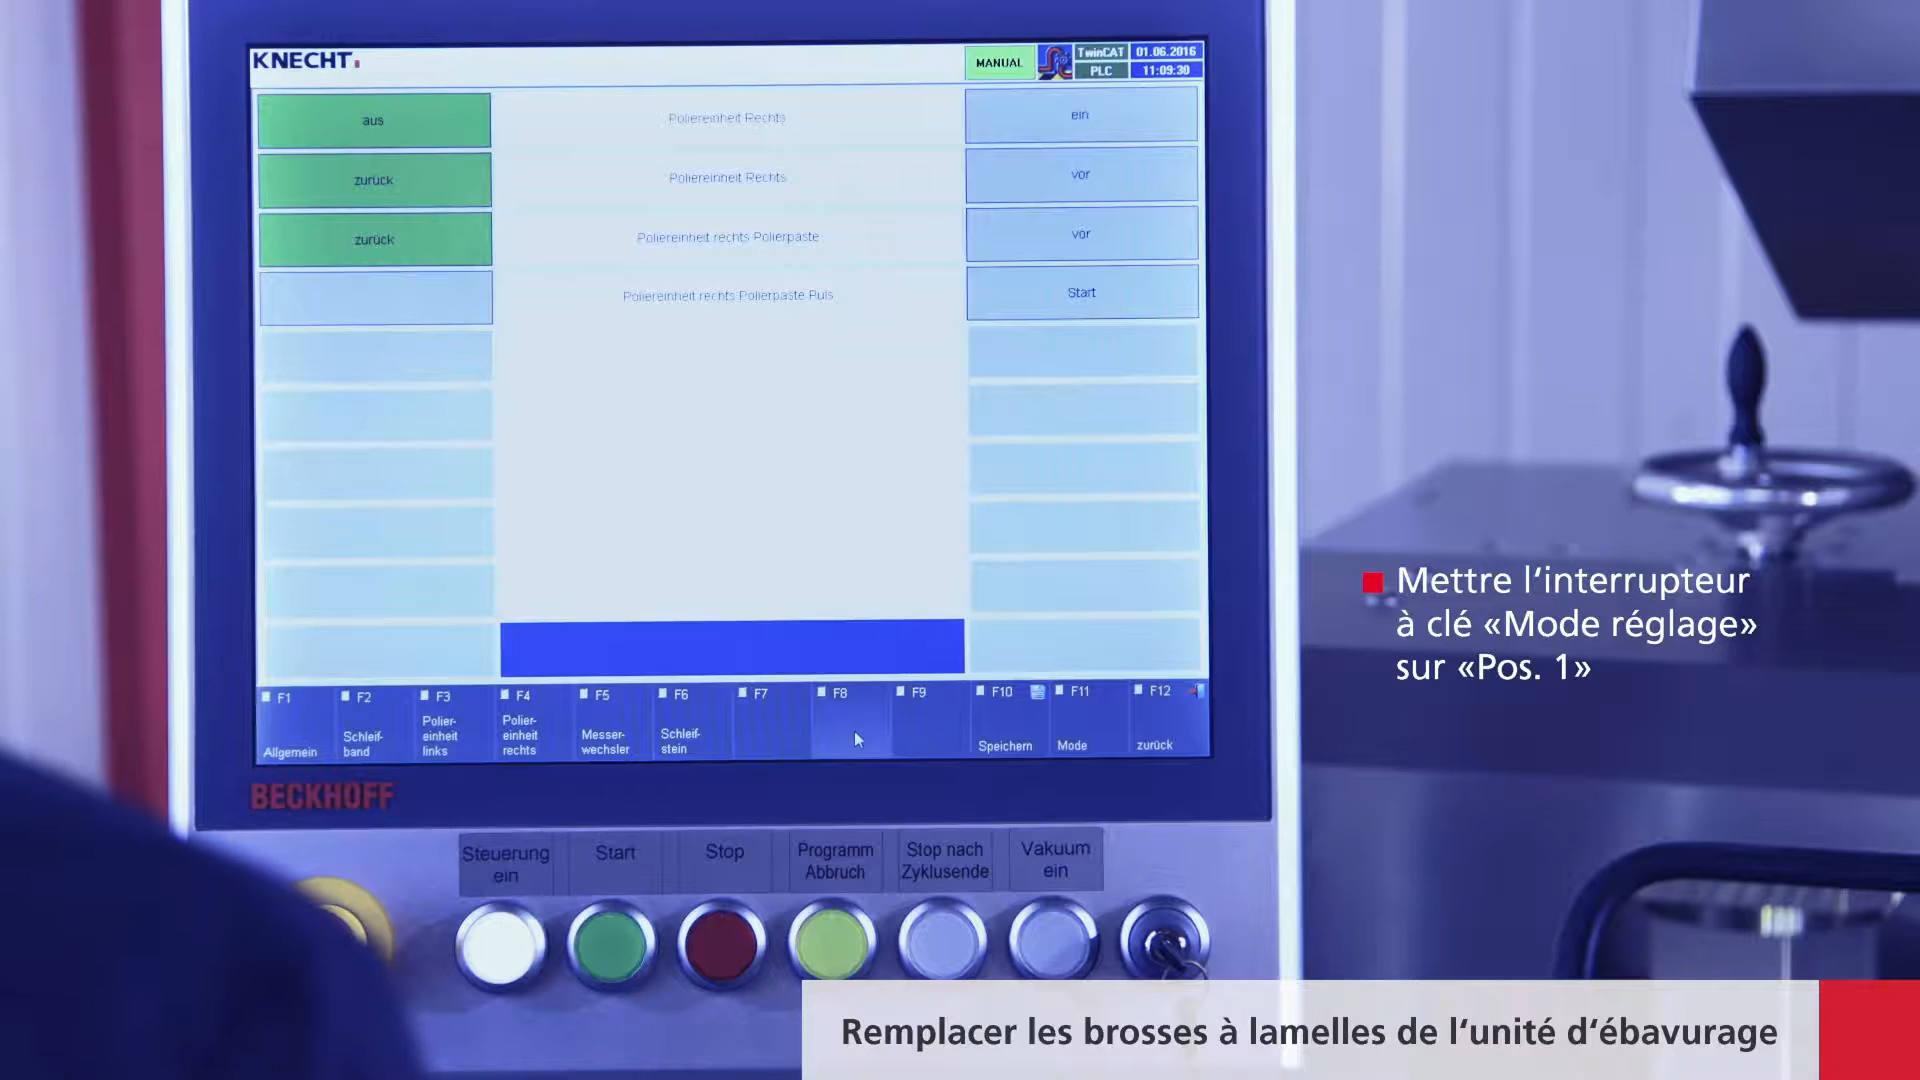 KNECHT
MANUAL
TwinCAT
01.06.2016
PLC
11:09:30
aus
Poliereinheit Rechts
ein
zurück
Poliereinheit Rechts
vor
zurück
Poliereinheit rechts Polierpaste
vor
Poliereinheit rechts Polierpaste Puls
Start
F1
Allgemein
F2
Schleif-
band
F3
Polier-
einheit
links
F4
Polier-
einheit
rechts
F5
Messer-
wechsler
F6
Schleif-
stein
F7
F8
F9
F10
Speichern
F11
Mode
F12
zurück
BECKHOFF
Steuerung
ein
Start
Stop
Programm
Abbruch
Stop nach
Zyklusende
Vakuum
ein
Mettre l‘interrupteur
à clé «Mode réglage»
sur «Pos. 1»
Remplacer les brosses à lamelles de l‘unité d‘ébavurage